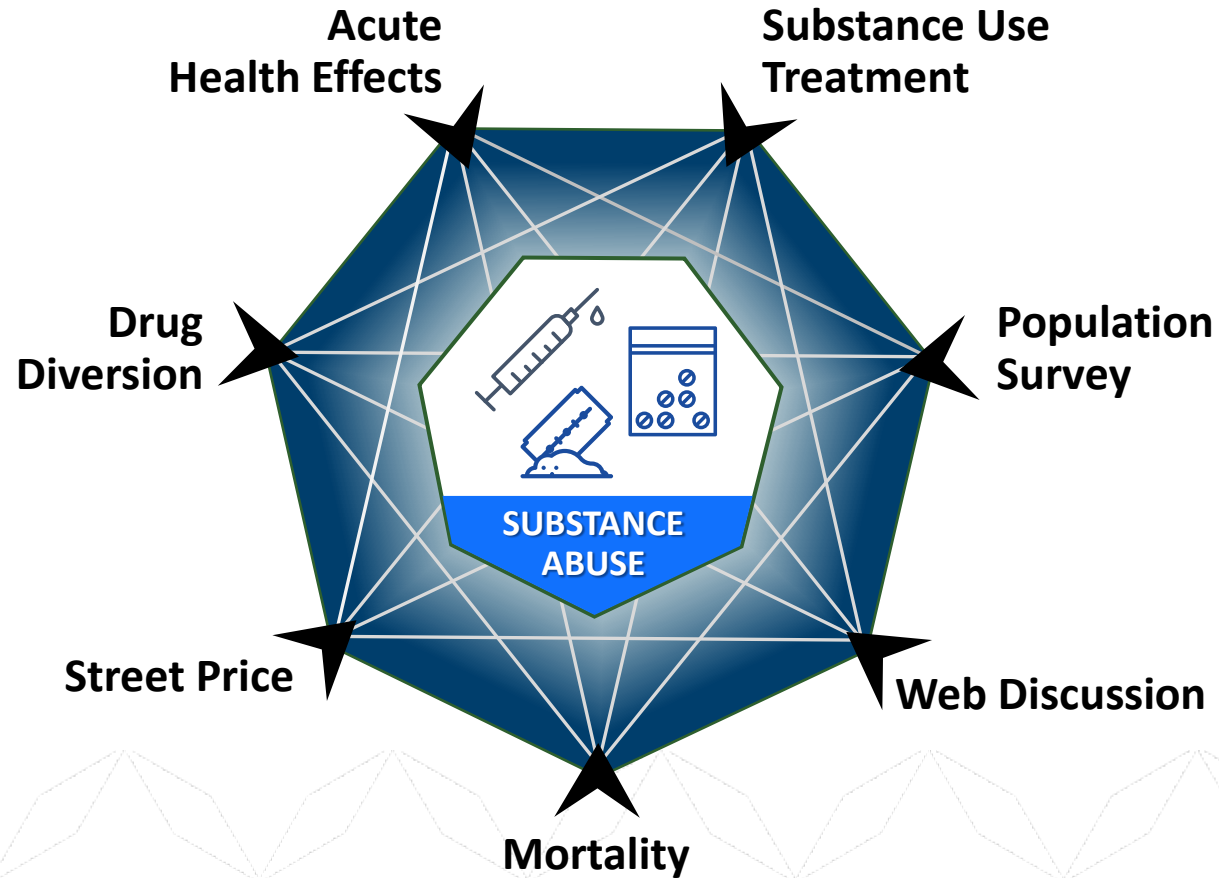 Acute
Health Effects
Substance Use
Treatment
Drug
Diversion
Population
Survey
SUBSTANCE
ABUSE
Street Price
Web Discussion
Mortality